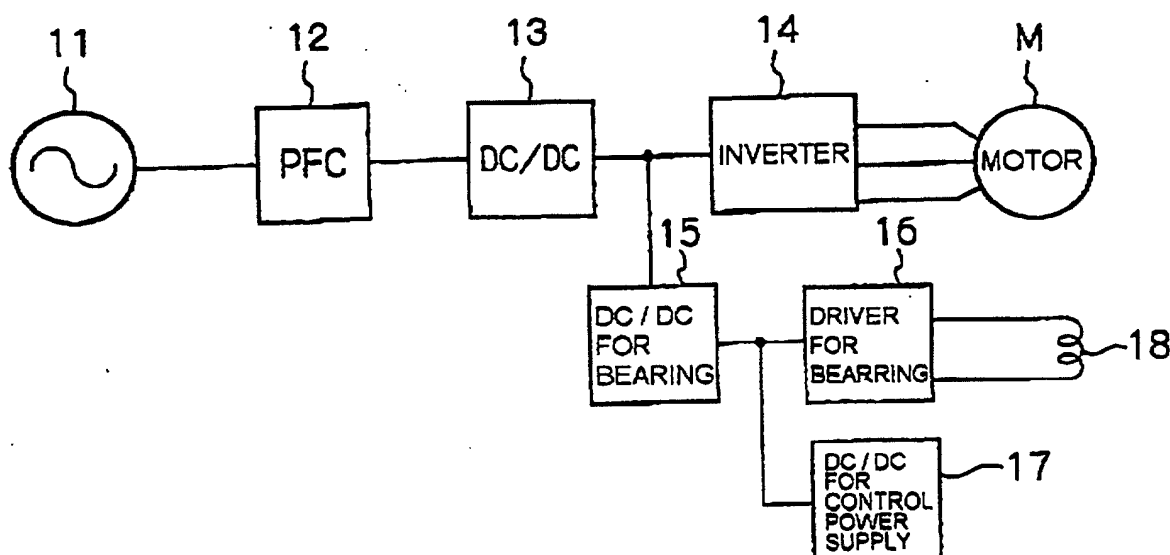 11
12
13
14
M
PFC
DC/DC
INVERTER
MOTOR
15
16
DC/DC
FOR
BEARING
DRIVER
FOR
BEARRING
18
17
DC/DC
FOR
CONTROL
POWER
SUPPLY